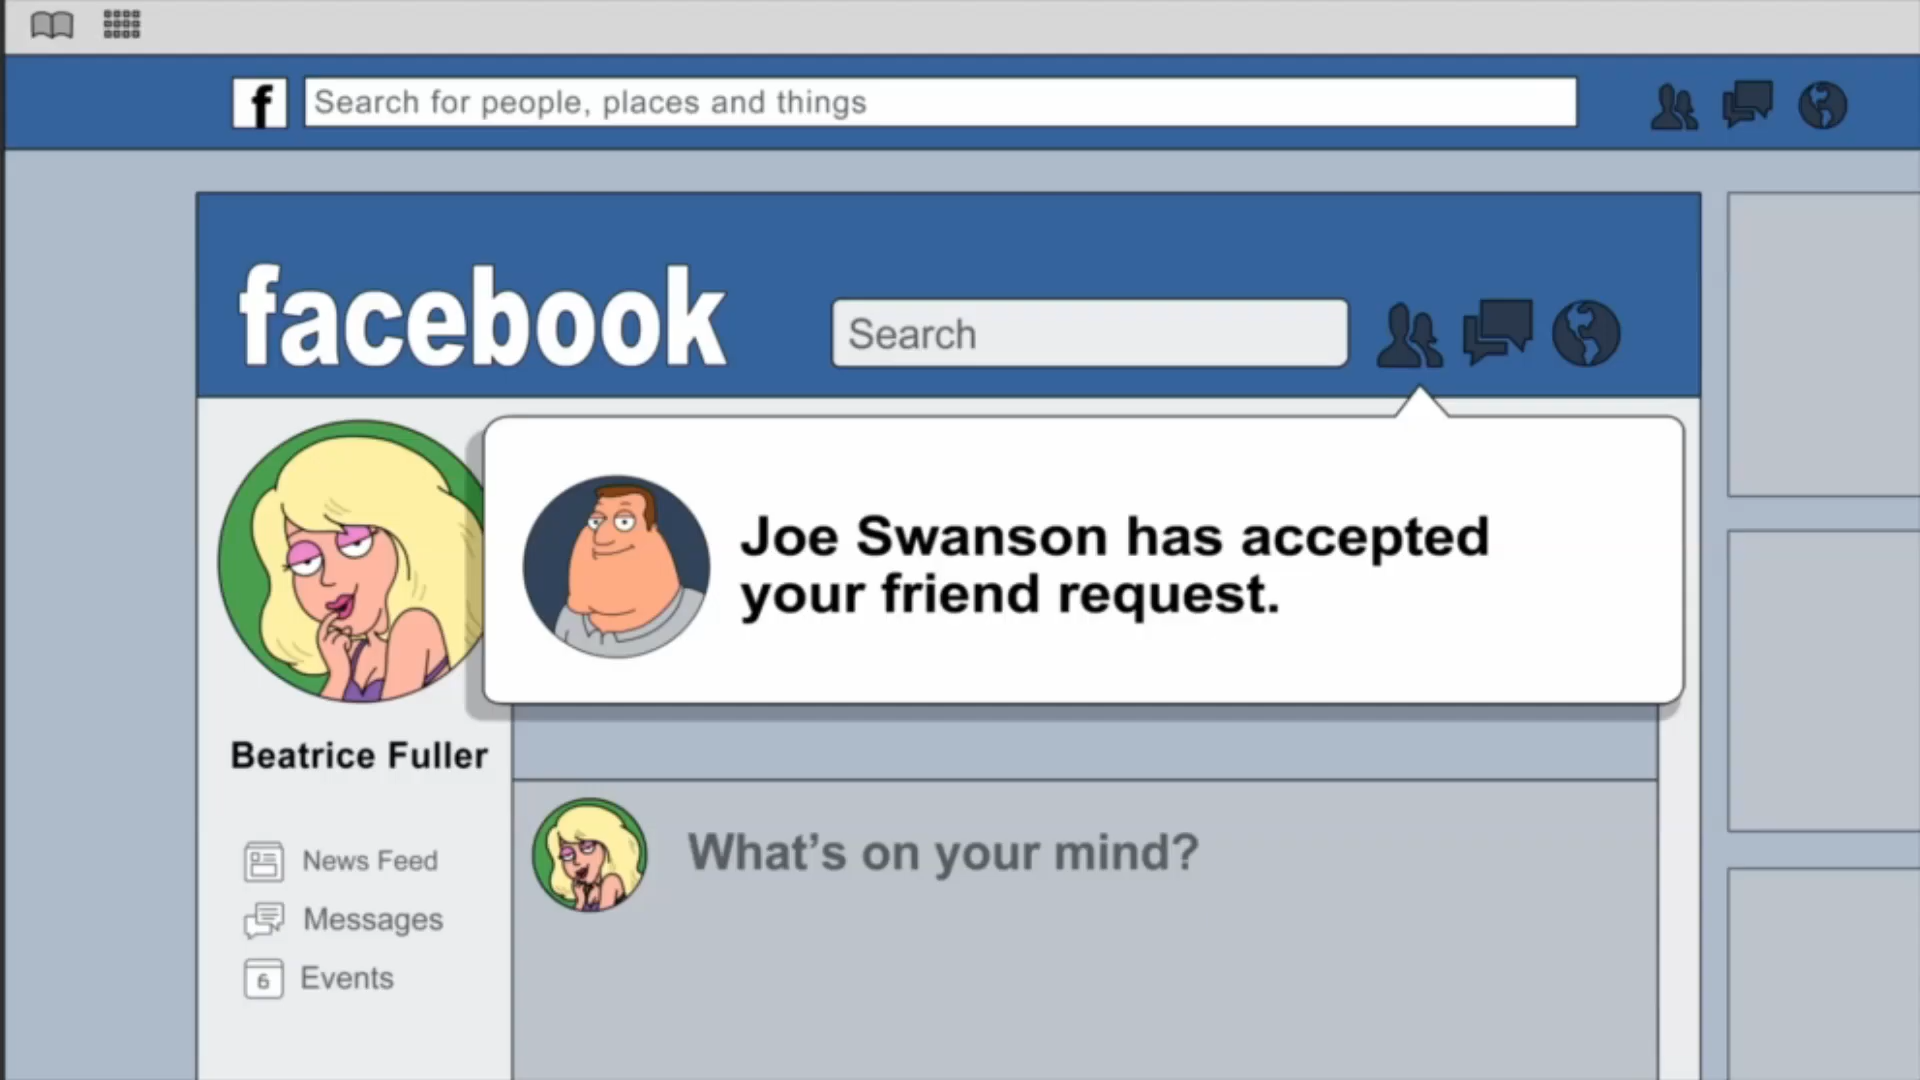 f
Search for people, places and things
facebook
Search
Joe Swanson has accepted
your friend request.
Beatrice Fuller
What's on your mind?
News Feed
Messages
6 Events